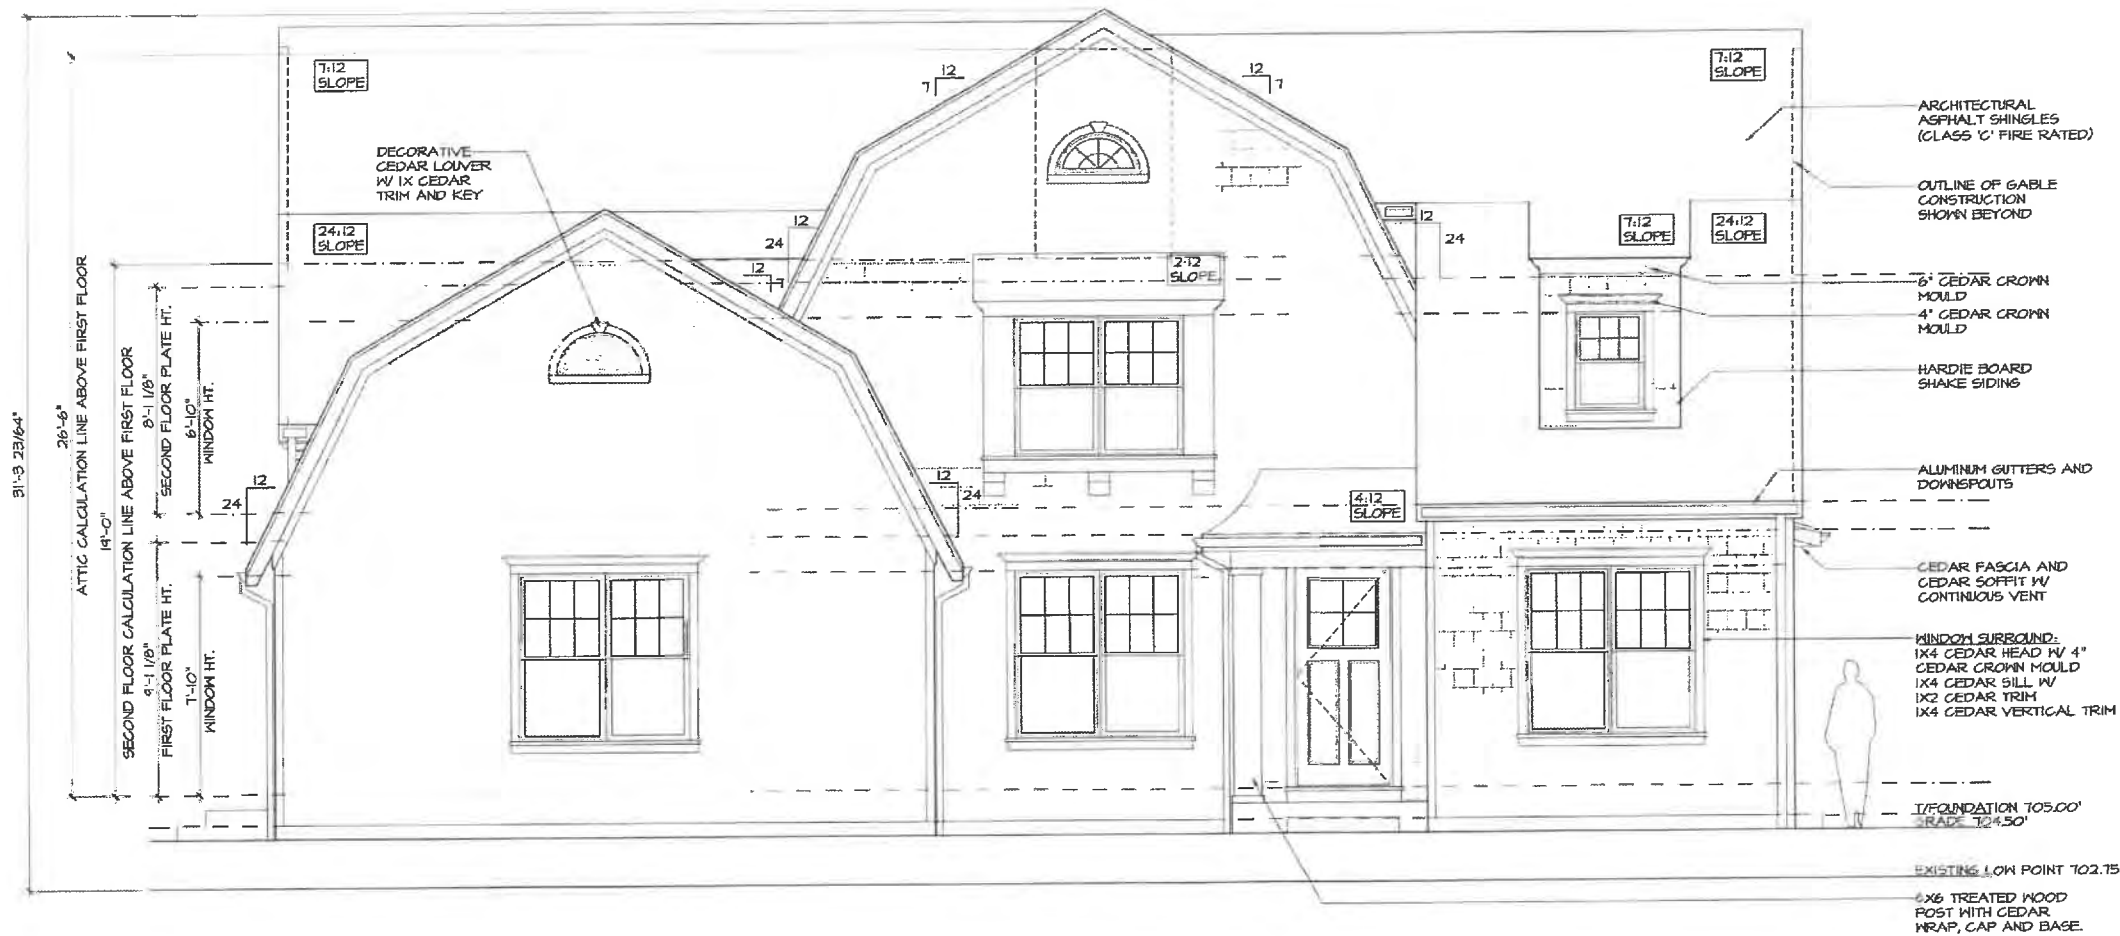 7:12
SLOPE
12
7
12
7
7:12
SLOPE
ARCHITECTURAL
ASPHALT SHINGLES
(CLASS 'C' FIRE RATED)
DECORATIVE
CEDAR LOUVER
W/ 1X CEDAR
TRIM AND KEY
OUTLINE OF GABLE
CONSTRUCTION
SHOWN BEYOND
24:12
SLOPE
12
24
12
7
2:12
SLOPE
12
24
7:12
SLOPE
24:12
SLOPE
6" CEDAR CROWN
MOULD
4" CEDAR CROWN
MOULD
HARDIE BOARD
SHAKE SIDING
31'-3 23/64"
26'-6"
ATTIC CALCULATION LINE ABOVE FIRST FLOOR
19'-0"
SECOND FLOOR CALCULATION LINE ABOVE FIRST FLOOR
8'-1 1/8"
SECOND FLOOR PLATE HT.
6'-10"
WINDOW HT.
9'-1 1/8"
FIRST FLOOR PLATE HT.
7'-10"
WINDOW HT.
12
24
12
24
4:12
SLOPE
ALUMINUM GUTTERS AND
DOWNSPOUTS
CEDAR FASCIA AND
CEDAR SOFFIT W/
CONTINUOUS VENT
WINDOW SURROUND:
1X4 CEDAR HEAD W/ 4"
CEDAR CROWN MOULD
1X4 CEDAR SILL W/
1X2 CEDAR TRIM
1X4 CEDAR VERTICAL TRIM
T/FOUNDATION 705.00'
GRADE 704.50'
EXISTING LOW POINT 702.75
6X6 TREATED WOOD
POST WITH CEDAR
WRAP, CAP AND BASE.